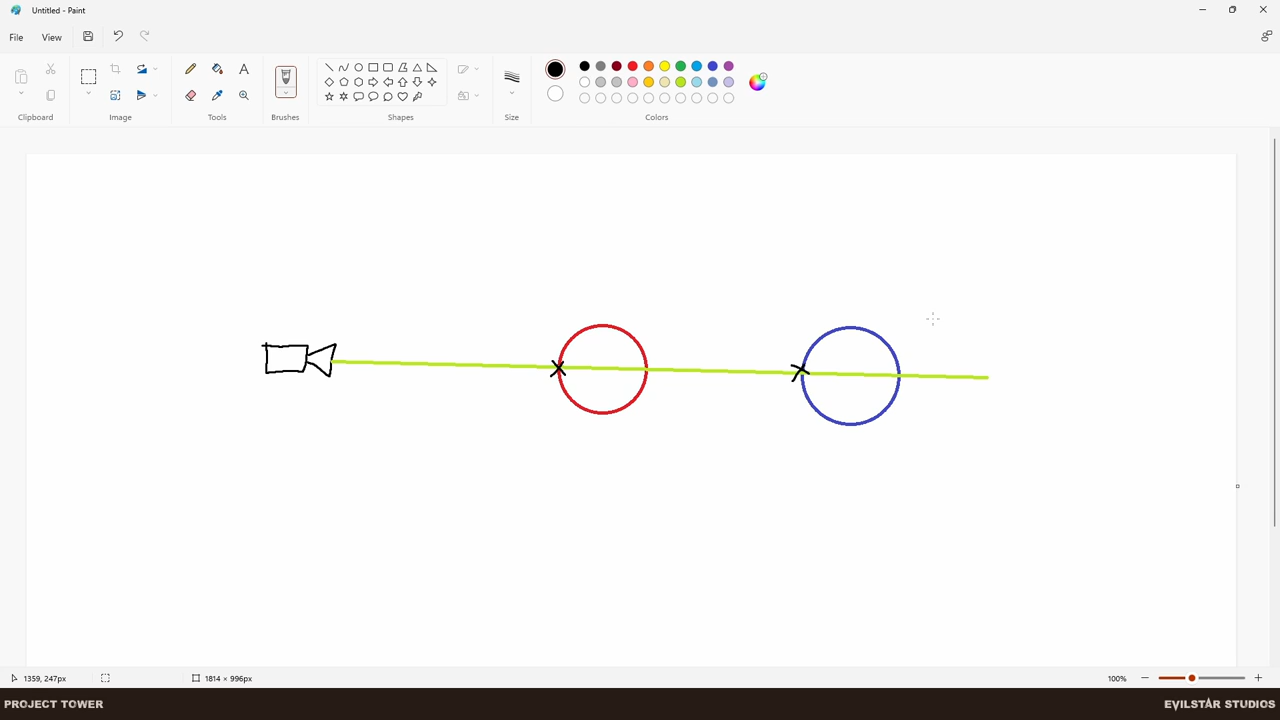 Untitled - Paint
File View
Clipboard
Image
Tools
Brushes
Shapes
Size
Colors
1359, 247px
1814 × 996px
100%
PROJECT TOWER
EVILSTAR STUDIOS